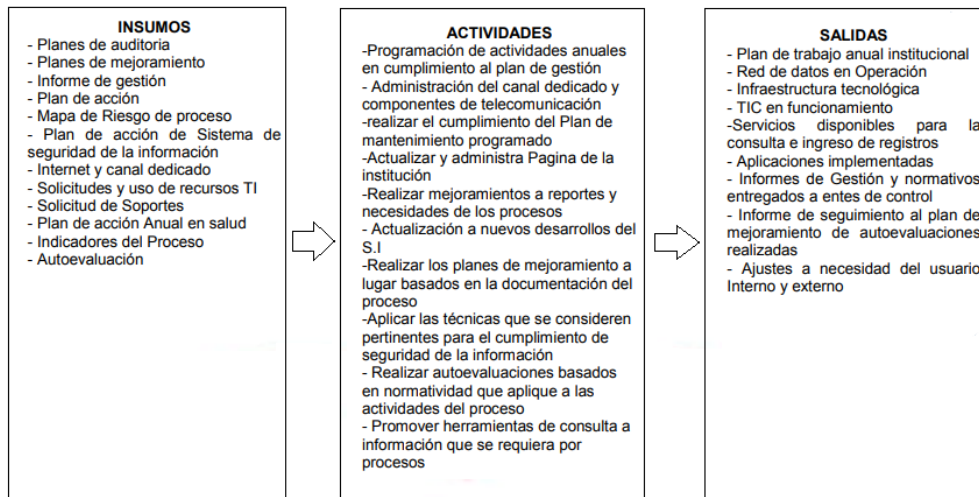 INSUMOS
- Planes de auditoria
- Planes de mejoramiento
- Informe de gestión
- Plan de acción
- Mapa de Riesgo de proceso
- Plan de acción de Sistema de
seguridad de la información
- Internet y canal dedicado
- Solicitudes y uso de recursos TI
- Solicitud de Soportes
- Plan de acción Anual en salud
- Indicadores del Proceso
- Autoevaluación
ACTIVIDADES
-Programación de actividades anuales
en cumplimiento al plan de gestión
- Administración del canal dedicado y
componentes de telecomunicación
-realizar el cumplimiento del Plan de
mantenimiento programado
-Actualizar y administra Pagina de la
institución
-Realizar mejoramientos a reportes y
necesidades de los procesos
- Actualización a nuevos desarrollos del
S.I
-Realizar los planes de mejoramiento a
lugar basados en la documentación del
proceso
-Aplicar las técnicas que se consideren
pertinentes para el cumplimiento de
seguridad de la información
- Realizar autoevaluaciones basados
en normatividad que aplique a las
actividades del proceso
- Promover herramientas de consulta a
información que se requiera por
procesos
SALIDAS
- Plan de trabajo anual institucional
- Red de datos en Operación
- Infraestructura tecnológica
- TIC en funcionamiento
-Servicios disponibles para la
consulta e ingreso de registros
- Aplicaciones implementadas
- Informes de Gestión y normativos
entregados a entes de control
- Informe de seguimiento al plan de
mejoramiento de autoevaluaciones
realizadas
- Ajustes a necesidad del usuario
Interno y externo